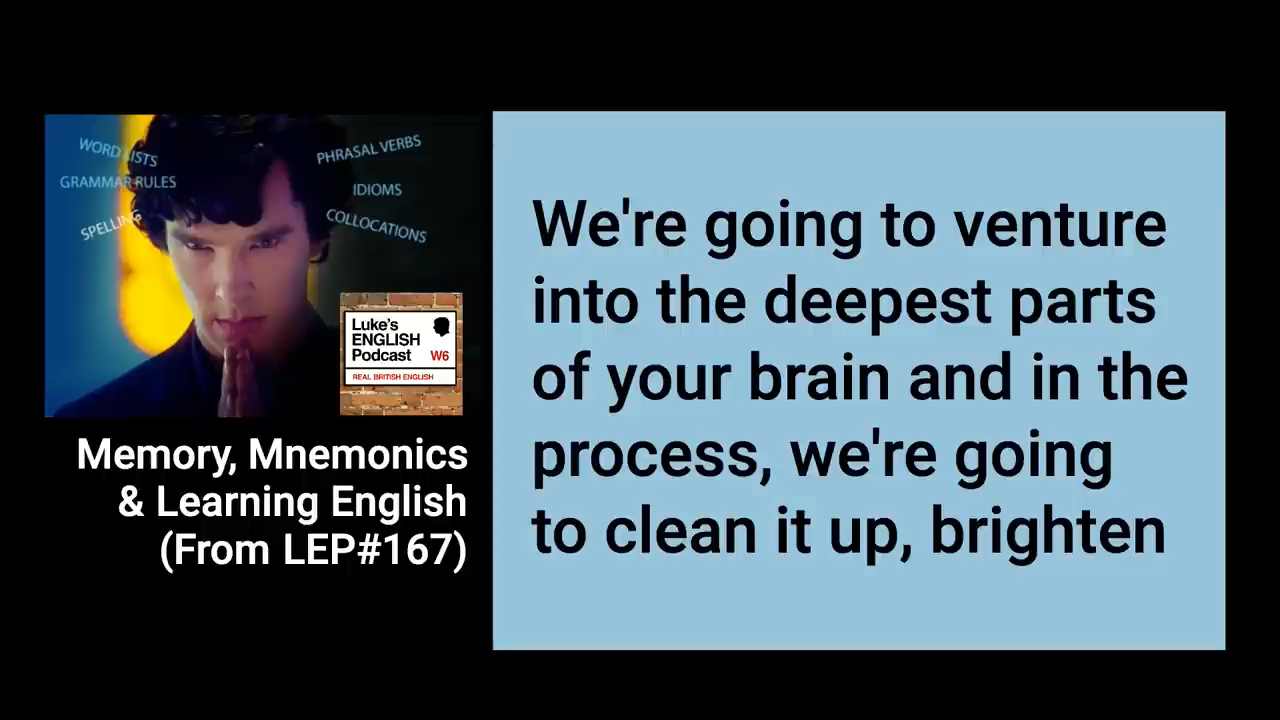 WORD LISTS
GRAMMAR RULES
SPELLING
PHRASAL VERBS
IDIOMS
COLLOCATIONS
Luke's
ENGLISH
Podcast W6
REAL BRITISH ENGLISH
Memory, Mnemonics
& Learning English
(From LEP#167)
We're going to venture
into the deepest parts
of your brain and in the
process, we're going
to clean it up, brighten